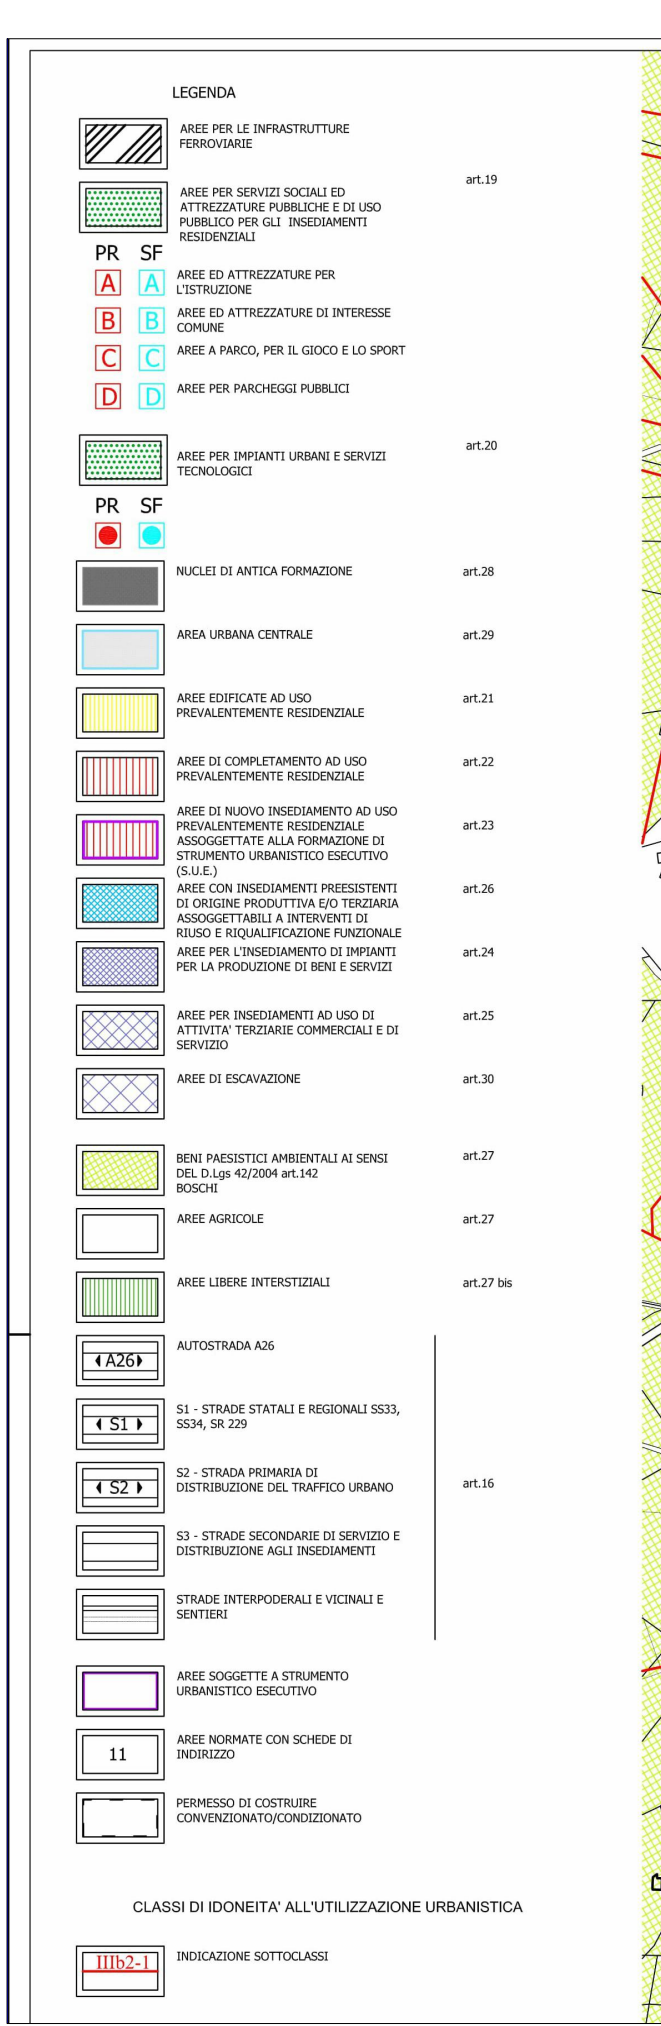 LEGENDA
AREE PER LE INFRASTRUTTURE
FERROVIARIE
art.19
AREE PER SERVIZI SOCIALI ED
ATTREZZATURE PUBBLICHE E DI USO
PUBBLICO PER GLI INSEDIAMENTI
RESIDENZIALI
PR SF
A A AREE ED ATTREZZATURE PER
L'ISTRUZIONE
B B AREE ED ATTREZZATURE DI INTERESSE
COMUNE
C C AREE A PARCO, PER IL GIOCO E LO SPORT
D D AREE PER PARCHEGGI PUBBLICI
art.20
AREE PER IMPIANTI URBANI E SERVIZI
TECNOLOGICI
PR SF
NUCLEI DI ANTICA FORMAZIONE art.28
AREA URBANA CENTRALE art.29
AREE EDIFICATE AD USO art.21
PREVALENTEMENTE RESIDENZIALE
AREE DI COMPLETAMENTO AD USO art.22
PREVALENTEMENTE RESIDENZIALE
AREE DI NUOVO INSEDIAMENTO AD USO
PREVALENTEMENTE RESIDENZIALE art.23
ASSOGGETTATE ALLA FORMAZIONE DI
STRUMENTO URBANISTICO ESECUTIVO
(S.U.E.)
AREE CON INSEDIAMENTI PREESISTENTI art.26
DI ORIGINE PRODUTTIVA E/O TERZIARIA
ASSOGGETTABILI A INTERVENTI DI
RIUSO E RIQUALIFICAZIONE FUNZIONALE
AREE PER L'INSEDIAMENTO DI IMPIANTI art.24
PER LA PRODUZIONE DI BENI E SERVIZI
AREE PER INSEDIAMENTI AD USO DI art.25
ATTIVITA' TERZIARIE COMMERCIALI E DI
SERVIZIO
AREE DI ESCAVAZIONE art.30
BENI PAESISTICI AMBIENTALI AI SENSI art.27
DEL D.Lgs 42/2004 art.142
BOSCHI
AREE AGRICOLE art.27
AREE LIBERE INTERSTIZIALI art.27 bis
A26 AUTOSTRADA A26
S1 S1 - STRADE STATALI E REGIONALI SS33,
SS34, SR 229
S2 S2 - STRADA PRIMARIA DI
DISTRIBUZIONE DEL TRAFFICO URBANO art.16
S3 - STRADE SECONDARIE DI SERVIZIO E
DISTRIBUZIONE AGLI INSEDIAMENTI
STRADE INTERPODERALI E VICINALI E
SENTIERI
AREE SOGGETTE A STRUMENTO
URBANISTICO ESECUTIVO
11 AREE NORMATE CON SCHEDE DI
INDIRIZZO
PERMESSO DI COSTRUIRE
CONVENZIONATO/CONDIZIONATO
CLASSI DI IDONEITA' ALL'UTILIZZAZIONE URBANISTICA
IIIb2-1 INDICAZIONE SOTTOCLASSI